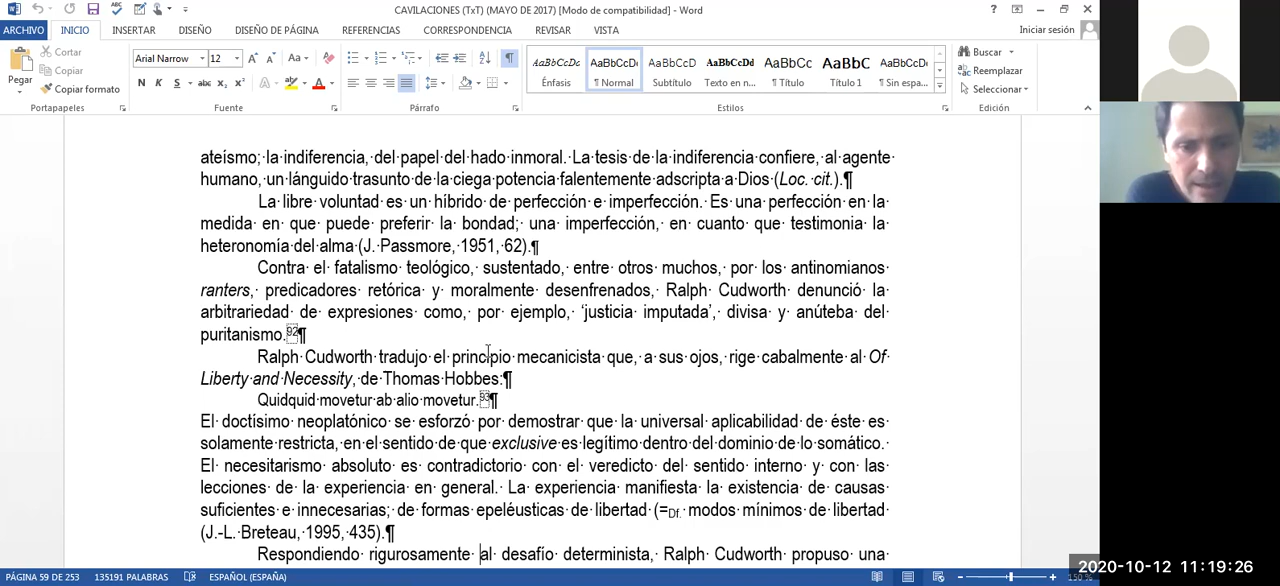 CAVILACIONES (TxT) (MAYO DE 2017) [Modo de compatibilidad] - Word
ARCHIVO INICIO INSERTAR DISEÑO DISEÑO DE PÁGINA REFERENCIAS CORRESPONDENCIA REVISAR VISTA Iniciar sesión
Pegar
Cortar
Copiar
Copiar formato
Portapapeles
Arial Narrow 12
N K S abc x₂ x²
Fuente
Párrafo
AaBbCcDc AaBbCcDc AaBbCcD AaBbCcDd AaBbCc AaBbC AaBbCcDc
Énfasis ¶ Normal Subtítulo Texto en n... ¶ Título Título 1 ¶ Sin espa...
Estilos
Buscar
Reemplazar
Seleccionar
Edición
ateísmo; la indiferencia, del papel del hado inmoral. La tesis de la indiferencia confiere, al agente
humano, un lánguido trasunto de la ciega potencia falentemente adscripta a Dios (Loc. cit.).¶
La libre voluntad es un híbrido de perfección e imperfección. Es una perfección en la
medida en que puede preferir la bondad; una imperfección, en cuanto que testimonia la
heteronomía del alma (J. Passmore, 1951, 62).¶
Contra el fatalismo teológico, sustentado, entre otros muchos, por los antinomianos
ranters, predicadores retórica y moralmente desenfrenados, Ralph Cudworth denunció la
arbitrariedad de expresiones como, por ejemplo, ‘justicia imputada’, divisa y anúteba del
puritanismo.92¶
Ralph Cudworth tradujo el principio mecanicista que, a sus ojos, rige cabalmente al Of
Liberty and Necessity, de Thomas Hobbes:¶
Quidquid movetur ab alio movetur.93¶
El doctísimo neoplatónico se esforzó por demostrar que la universal aplicabilidad de éste es
solamente restricta, en el sentido de que exclusive es legítimo dentro del dominio de lo somático.
El necesitarismo absoluto es contradictorio con el veredicto del sentido interno y con las
lecciones de la experiencia en general. La experiencia manifiesta la existencia de causas
suficientes e innecesarias; de formas epeléusticas de libertad (=Df. modos mínimos de libertad
(J.-L. Breteau, 1995, 435).¶
Respondiendo rigurosamente al desafío determinista, Ralph Cudworth propuso una
PÁGINA 59 DE 253 135191 PALABRAS ESPAÑOL (ESPAÑA) 150 %
2020-10-12 11:19:26